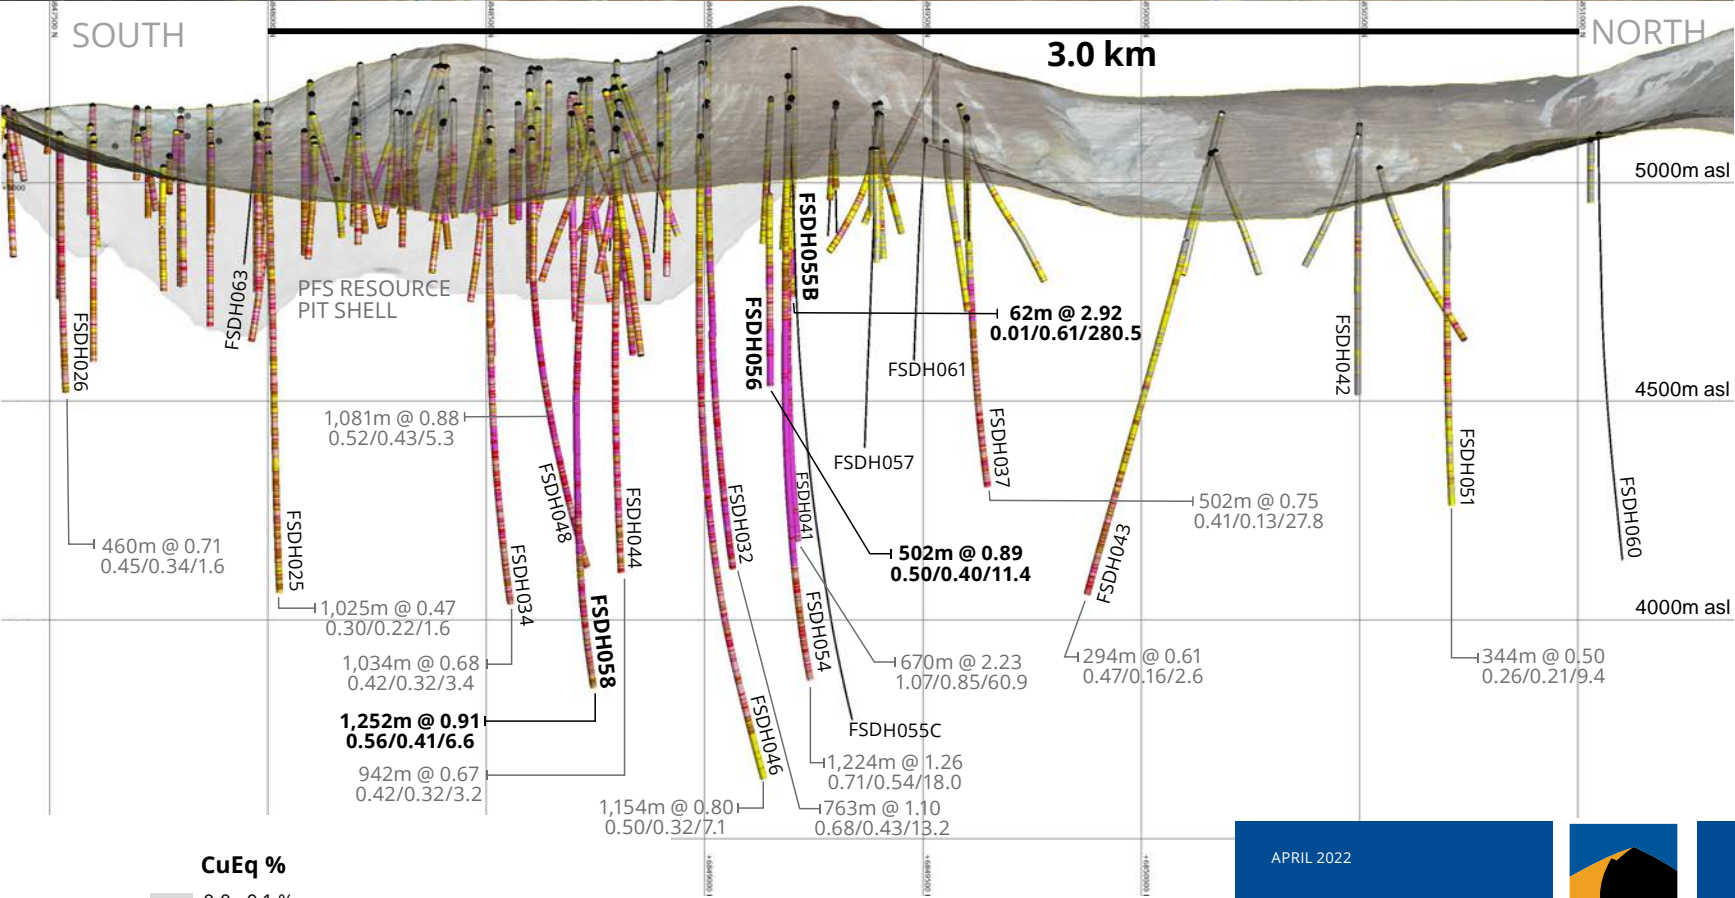 SOUTH
NORTH
3.0 km
5000m asl
4500m asl
4000m asl
PFS RESOURCE
PIT SHELL
FSDH026
FSDH063
FSDH025
FSDH034
FSDH048
FSDH058
FSDH044
FSDH032
FSDH046
FSDH056
FSDH055B
FSDH041
FSDH054
FSDH055C
FSDH057
FSDH061
FSDH037
FSDH043
FSDH042
FSDH051
FSDH060
62m @ 2.92
0.01/0.61/280.5
1,081m @ 0.88
0.52/0.43/5.3
460m @ 0.71
0.45/0.34/1.6
1,025m @ 0.47
0.30/0.22/1.6
1,034m @ 0.68
0.42/0.32/3.4
1,252m @ 0.91
0.56/0.41/6.6
942m @ 0.67
0.42/0.32/3.2
1,154m @ 0.80
0.50/0.32/7.1
763m @ 1.10
0.68/0.43/13.2
1,224m @ 1.26
0.71/0.54/18.0
670m @ 2.23
1.07/0.85/60.9
502m @ 0.89
0.50/0.40/11.4
502m @ 0.75
0.41/0.13/27.8
294m @ 0.61
0.47/0.16/2.6
344m @ 0.50
0.26/0.21/9.4
CuEq %
APRIL 2022